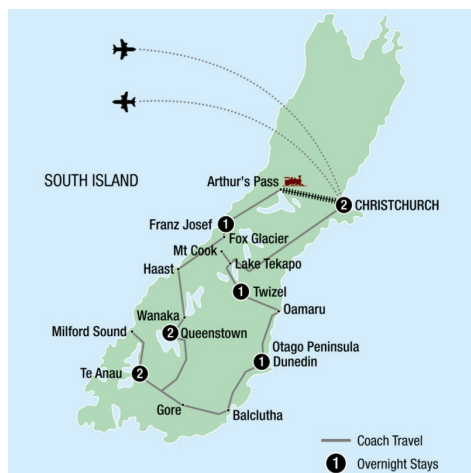 SOUTH ISLAND
Arthur's Pass
2 CHRISTCHURCH
Franz Josef 1
Fox Glacier
Mt Cook
Lake Tekapo
Haast
1 Twizel
Oamaru
Wanaka
Milford Sound
2 Queenstown
Otago Peninsula
1 Dunedin
Te Anau 2
Gore
Balclutha
Coach Travel
1 Overnight Stays